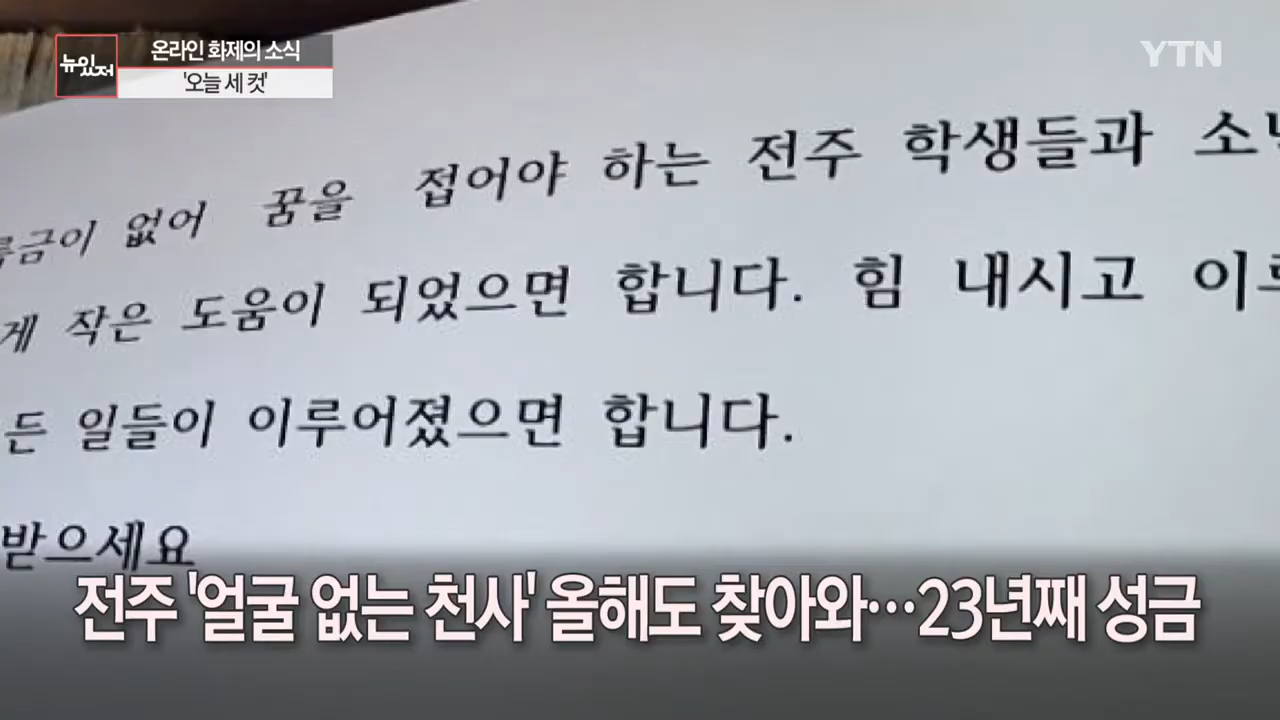 뉴있저
온라인 화제의 소식
'오늘 세 컷'
YTN
없어 꿈을 접어야 하는 전주 학생들과
게 작은 도움이 되었으면 합니다. 힘 내시고
든 일들이 이루어졌으면 합니다.
받으세요
전주 '얼굴 없는 천사' 올해도 찾아와…23년째 성금